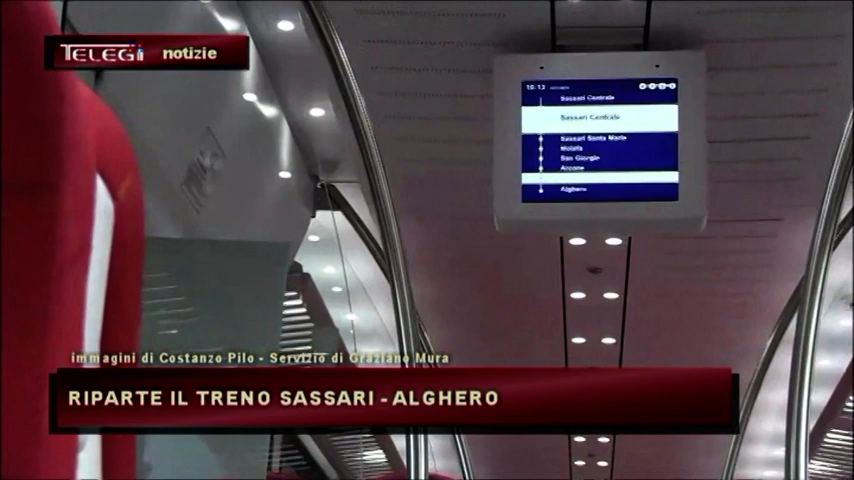 TELEGI notizie
10:13
Sassari Centrale
Sassari Centrale
Sassari Santa Maria
Molafa
San Giorgio
Arcone
Alghero
immagini di Costanzo Pilo - Servizio di Graziano Mura
RIPARTE IL TRENO SASSARI - ALGHERO